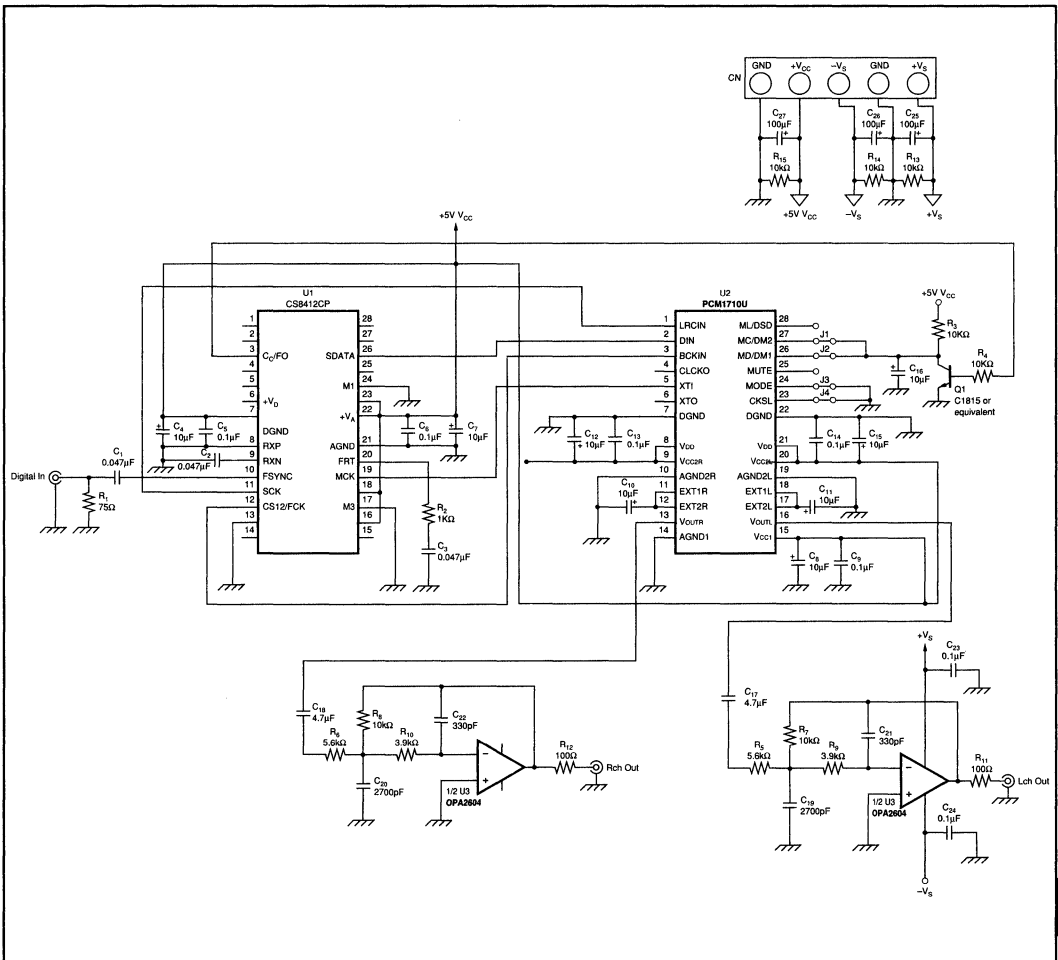 CN
GND
+VCC
−VS
GND
+VS
C27
100μF
C26
100μF
C25
100μF
R15
10kΩ
R14
10kΩ
R13
10kΩ
+5V VCC
−VS
+VS
+5V VCC
U1
CS8412CP
1
2
3
4
5
6
7
8
9
10
11
12
13
14
CC/FO
+VD
DGND
RXP
RXN
FSYNC
SCK
CS12/FCK
SDATA
M1
+VA
AGND
FRT
MCK
M3
28
27
26
25
24
23
22
21
20
19
18
17
16
15
C4
10μF
C5
0.1μF
C2
0.047μF
C1
0.047μF
Digital In
R1
75Ω
C6
0.1μF
C7
10μF
R2
1KΩ
C3
0.047μF
U2
PCM1710U
1
2
3
4
5
6
7
8
9
10
11
12
13
14
LRCIN
DIN
BCKIN
CLCKO
XTI
XTO
DGND
VDD
VCC2R
AGND2R
EXT1R
EXT2R
VOUTR
AGND1
ML/DSD
MC/DM2
MD/DM1
MUTE
MODE
CKSL
DGND
VDD
VCC2L
AGND2L
EXT1L
EXT2L
VOUTL
VCC1
28
27
26
25
24
23
22
21
20
19
18
17
16
15
J1
J2
J3
J4
+5V VCC
R3
10KΩ
R4
10KΩ
C16
10μF
Q1
C1815 or
equivalent
C12
10μF
C13
0.1μF
C10
10μF
C14
0.1μF
C15
10μF
C11
10μF
C8
10μF
C9
0.1μF
C18
4.7μF
R6
5.6kΩ
R8
10kΩ
R10
3.9kΩ
C22
330pF
C20
2700pF
1/2 U3
OPA2604
R12
100Ω
Rch Out
C17
4.7μF
R5
5.6kΩ
R7
10kΩ
R9
3.9kΩ
C21
330pF
C19
2700pF
+VS
C23
0.1μF
1/2 U3
OPA2604
R11
100Ω
Lch Out
C24
0.1μF
−VS